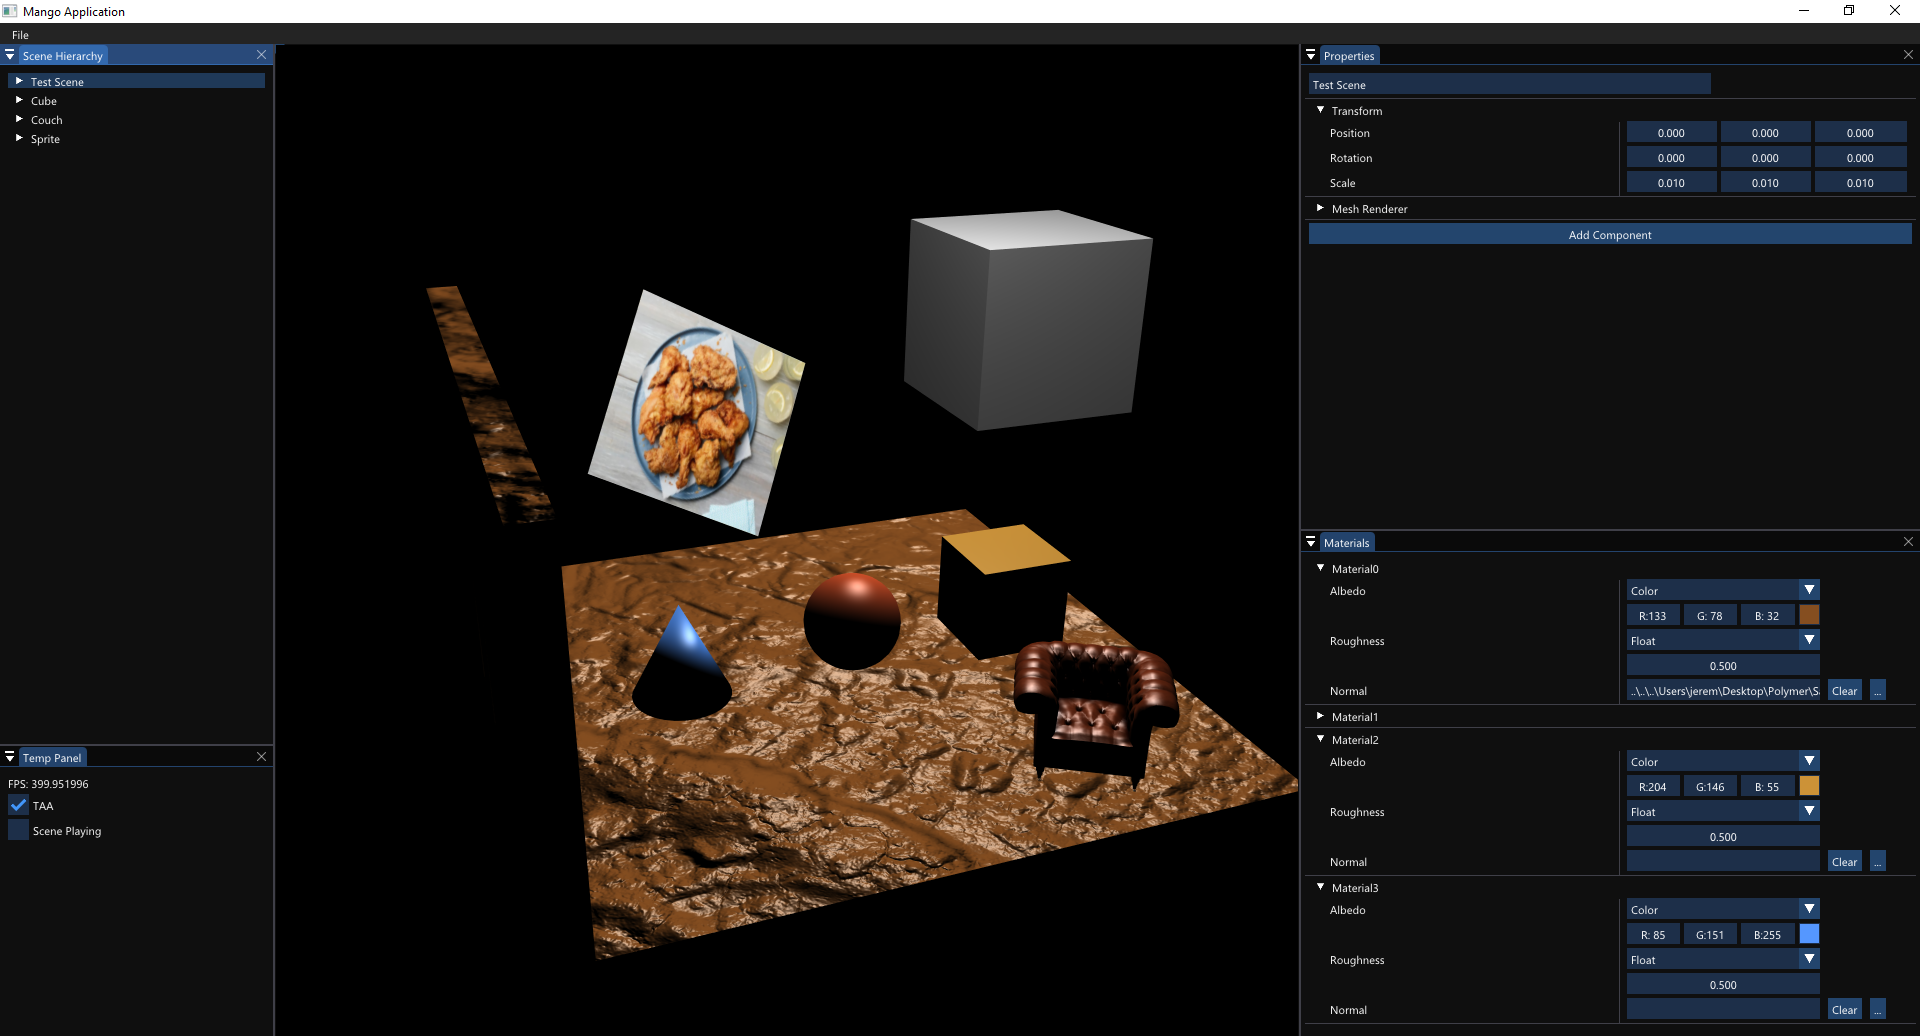 Mango Application
File
Scene Hierarchy
Test Scene
Cube
Couch
Sprite
Temp Panel
FPS: 399.951996
TAA
Scene Playing
Properties
Test Scene
Transform
Position 0.000 0.000 0.000
Rotation 0.000 0.000 0.000
Scale 0.010 0.010 0.010
Mesh Renderer
Add Component
Materials
Material0
Albedo Color
R:133 G: 78 B: 32
Roughness Float
0.500
Normal ..\..\..\Users\jerem\Desktop\Polymer\S Clear ...
Material1
Material2
Albedo Color
R:204 G:146 B: 55
Roughness Float
0.500
Normal Clear ...
Material3
Albedo Color
R: 85 G:151 B:255
Roughness Float
0.500
Normal Clear ...